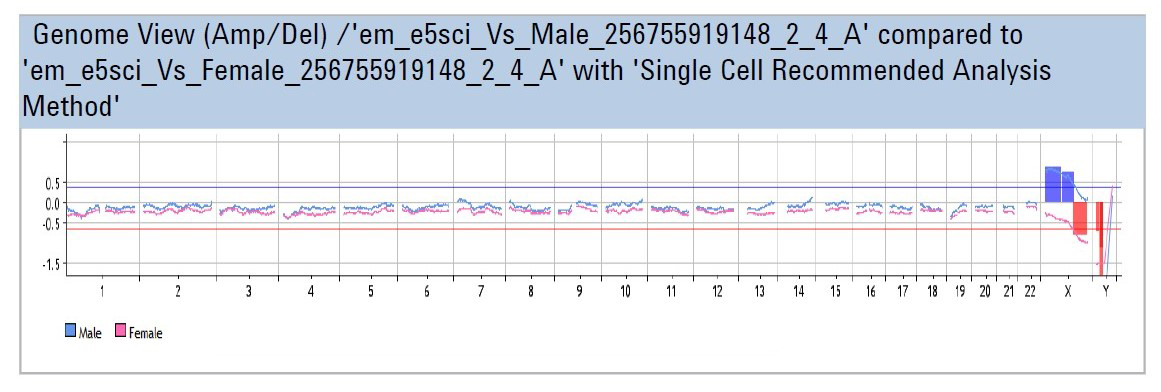 Genome View (Amp/Del) /'em_e5sci_Vs_Male_256755919148_2_4_A' compared to
'em_e5sci_Vs_Female_256755919148_2_4_A' with 'Single Cell Recommended Analysis
Method'
0.5
0.0
-0.5
-1.5
1 2 3 4 5 6 7 8 9 10 11 12 13 14 15 16 17 18 19 20 21 22 X Y
Male Female